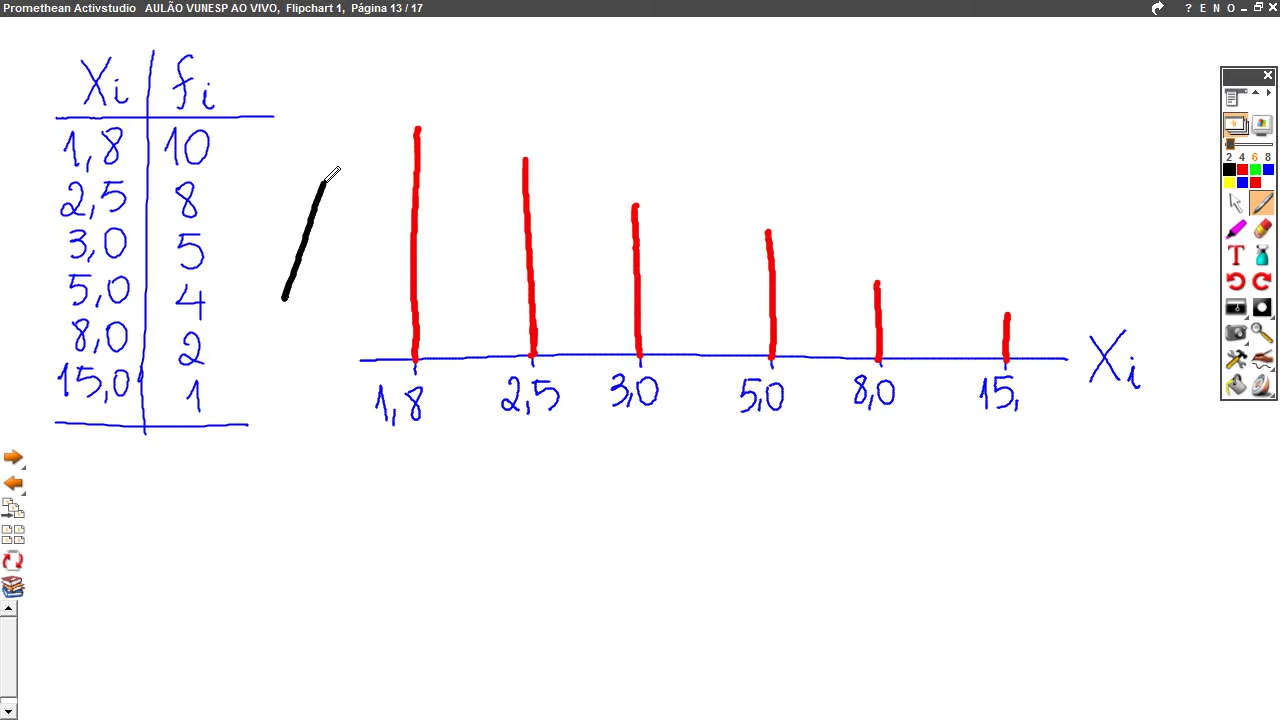 Promethean Activstudio AULÃO VUNESP AO VIVO, Flipchart 1, Página 13 / 17
? E N O
Xi fi
1,8 10
2,5 8
3,0 5
5,0 4
8,0 2
15,0 1
1,8 2,5 3,0 5,0 8,0 15, Xi
2 4 6 8
T